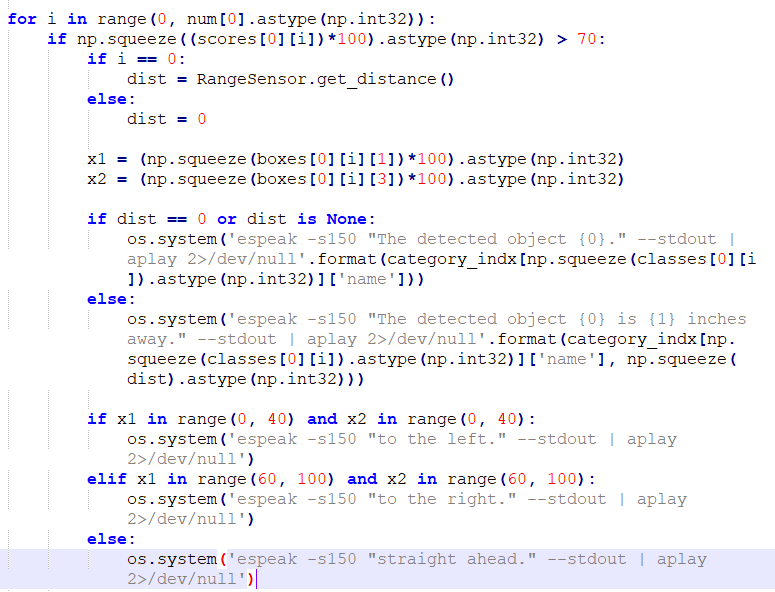 for i in range(0, num[0].astype(np.int32)):
    if np.squeeze((scores[0][i])*100).astype(np.int32) > 70:
        if i == 0:
            dist = RangeSensor.get_distance()
        else:
            dist = 0

        x1 = (np.squeeze(boxes[0][i][1])*100).astype(np.int32)
        x2 = (np.squeeze(boxes[0][i][3])*100).astype(np.int32)

        if dist == 0 or dist is None:
            os.system('espeak -s150 "The detected object {0}." --stdout |
            aplay 2>/dev/null'.format(category_indx[np.squeeze(classes[0][i
            ]).astype(np.int32)]['name']))
        else:
            os.system('espeak -s150 "The detected object {0} is {1} inches
            away." --stdout | aplay 2>/dev/null'.format(category_indx[np.
            squeeze(classes[0][i]).astype(np.int32)]['name'], np.squeeze(
            dist).astype(np.int32)))

        if x1 in range(0, 40) and x2 in range(0, 40):
            os.system('espeak -s150 "to the left." --stdout | aplay
            2>/dev/null')
        elif x1 in range(60, 100) and x2 in range(60, 100):
            os.system('espeak -s150 "to the right." --stdout | aplay
            2>/dev/null')
        else:
            os.system('espeak -s150 "straight ahead." --stdout | aplay
            2>/dev/null')